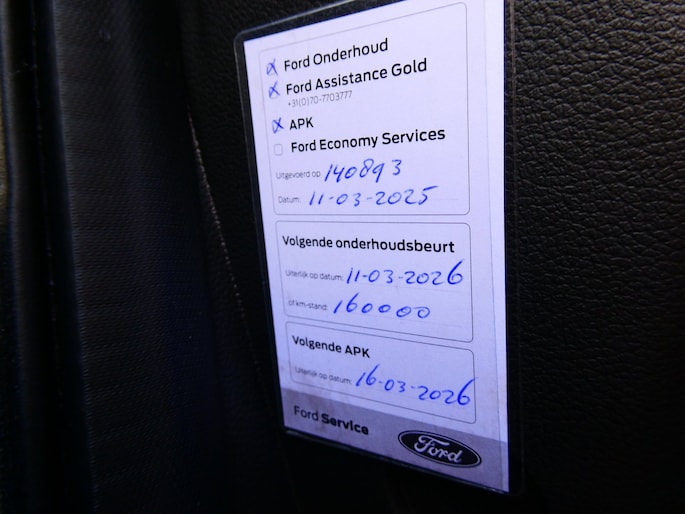 Ford Onderhoud
Ford Assistance Gold
+31(0)70-7703777
APK
Ford Economy Services
Uitgevoerd op 140893
Datum: 11-03-2025
Volgende onderhoudsbeurt
Uiterlijk op datum: 11-03-2026
of km-stand: 160000
Volgende APK
Uiterlijk op datum: 16-03-2026
Ford Service
Ford